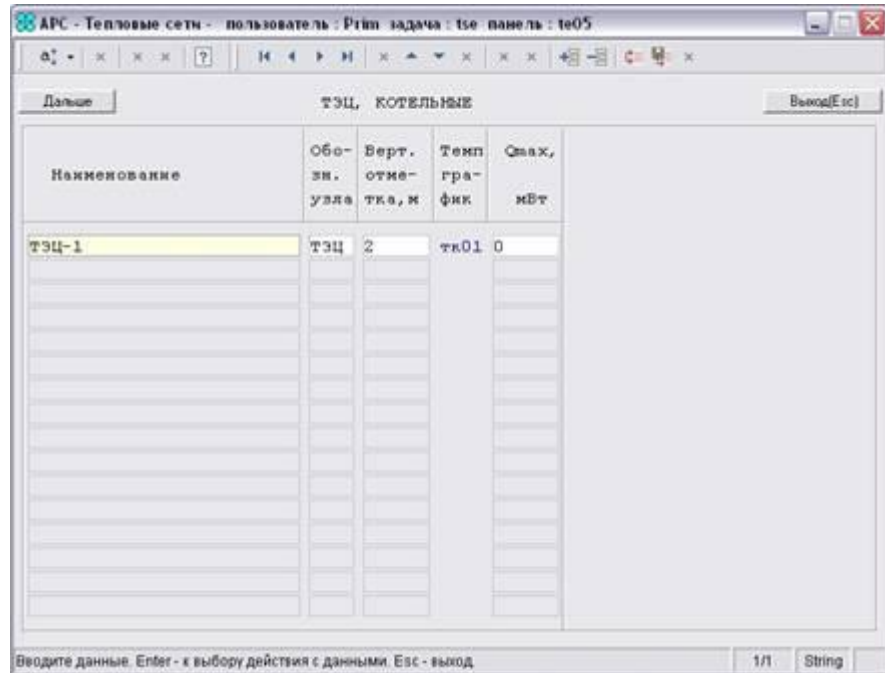 АРС - Тепловые сети - пользователь : Prim задача : tse панель : te05
Дальше
ТЭЦ, КОТЕЛЬНЫЕ
Выход(Esc)
Наименование
Обо-
зн.
узла
Верт.
отме-
тка,м
Темп
гра-
фик
Qmax,
мВт
ТЭЦ-1 ТЭЦ 2 тк01 0
Вводите данные. Enter - к выбору действия с данными. Esc - выход. 1/1 String